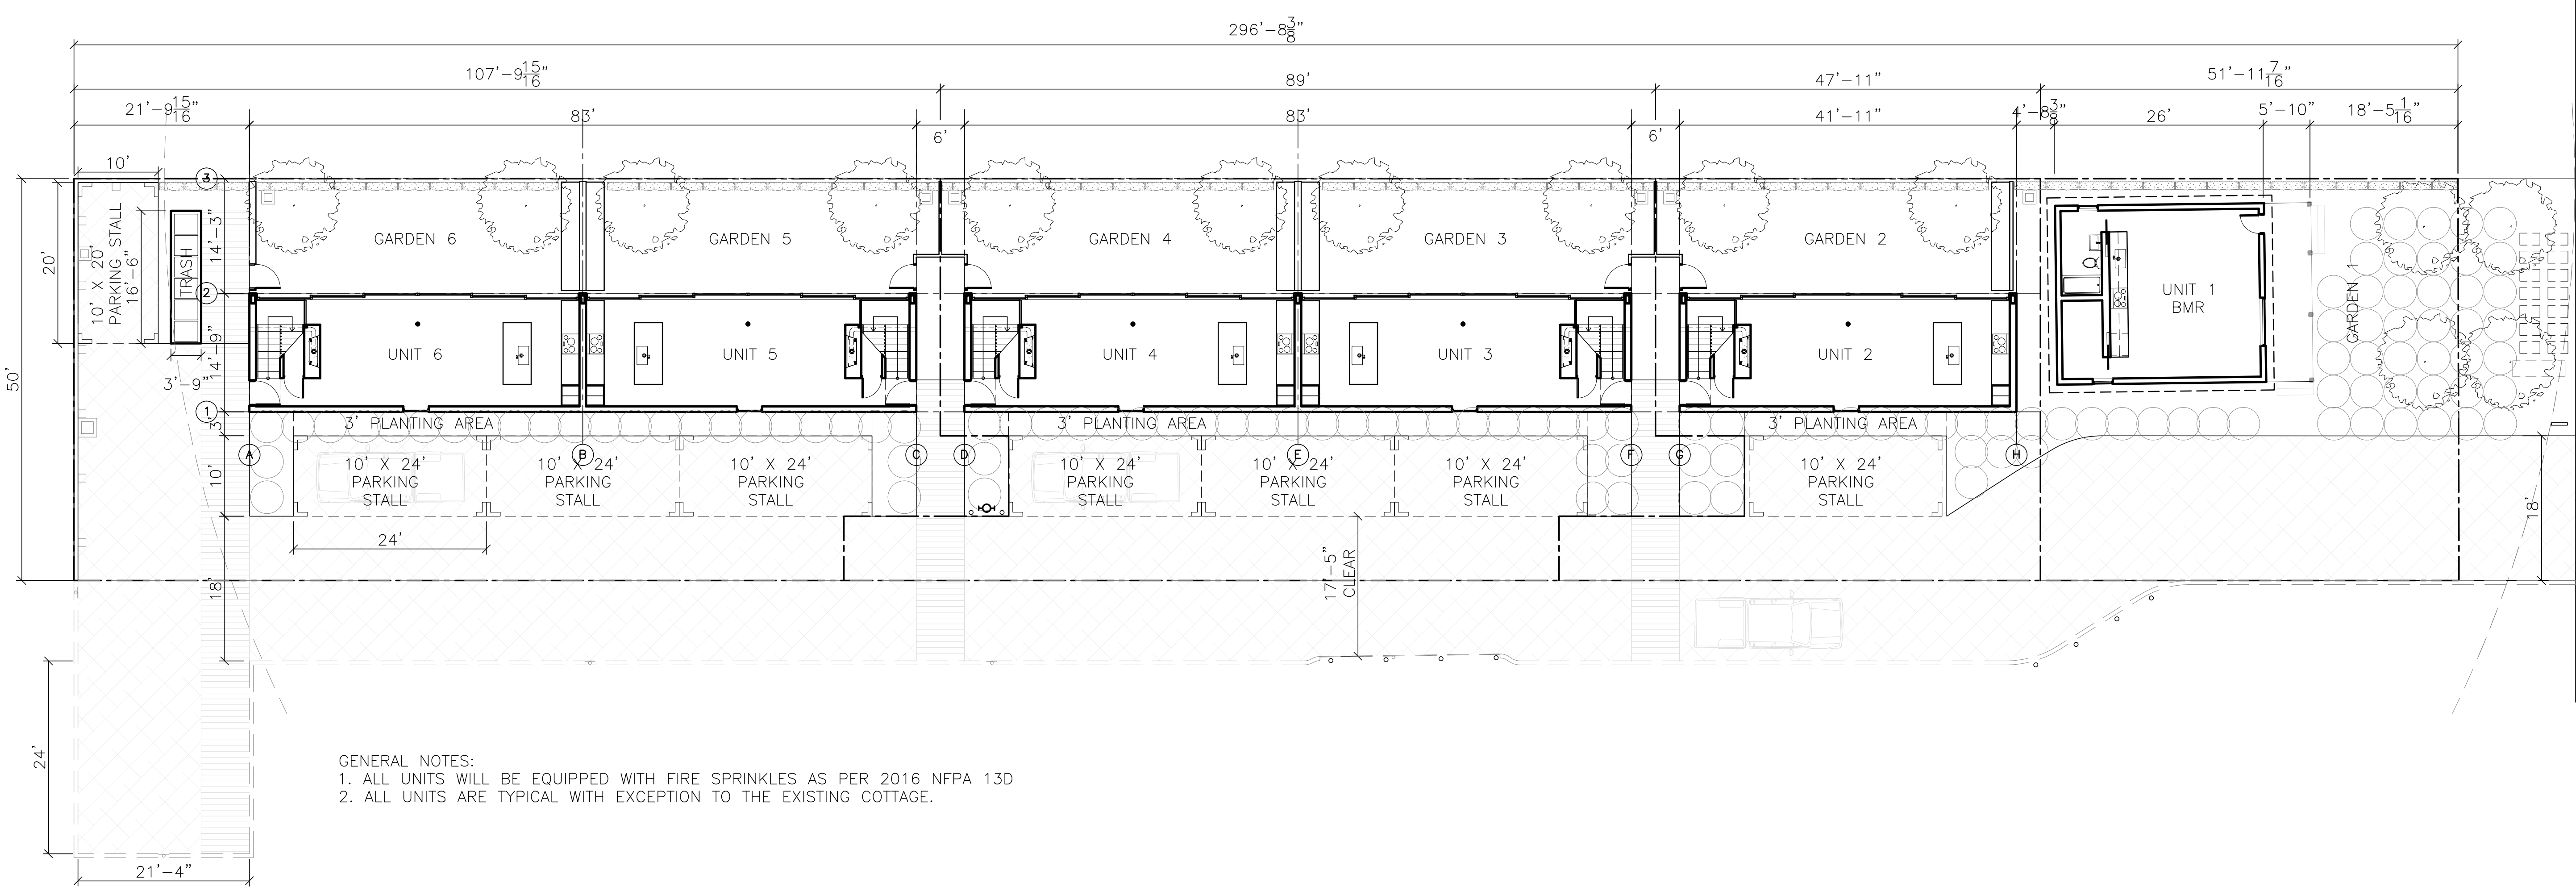 296'-8 3/8"
107'-9 15/16"
89'
47'-11"
51'-11 7/16"
21'-9 15/16"
83'
6'
83'
6'
41'-11"
4'-8 3/8"
26'
5'-10"
18'-5 1/16"
10'
3
20'
10' X 20'
PARKING STALL
16'-6"
TRASH
14'-3"
GARDEN 6
GARDEN 5
GARDEN 4
GARDEN 3
GARDEN 2
GARDEN 1
2
14'-9"
UNIT 6
UNIT 5
UNIT 4
UNIT 3
UNIT 2
UNIT 1
BMR
50'
3'-9"
1
3'
3' PLANTING AREA
3' PLANTING AREA
3' PLANTING AREA
A
B
C
D
E
F
G
H
10'
10' X 24'
PARKING
STALL
10' X 24'
PARKING
STALL
10' X 24'
PARKING
STALL
10' X 24'
PARKING
STALL
10' X 24'
PARKING
STALL
10' X 24'
PARKING
STALL
10' X 24'
PARKING
STALL
18'
24'
17'-5"
CLEAR
18'
24'
21'-4"
GENERAL NOTES:
1. ALL UNITS WILL BE EQUIPPED WITH FIRE SPRINKLES AS PER 2016 NFPA 13D
2. ALL UNITS ARE TYPICAL WITH EXCEPTION TO THE EXISTING COTTAGE.